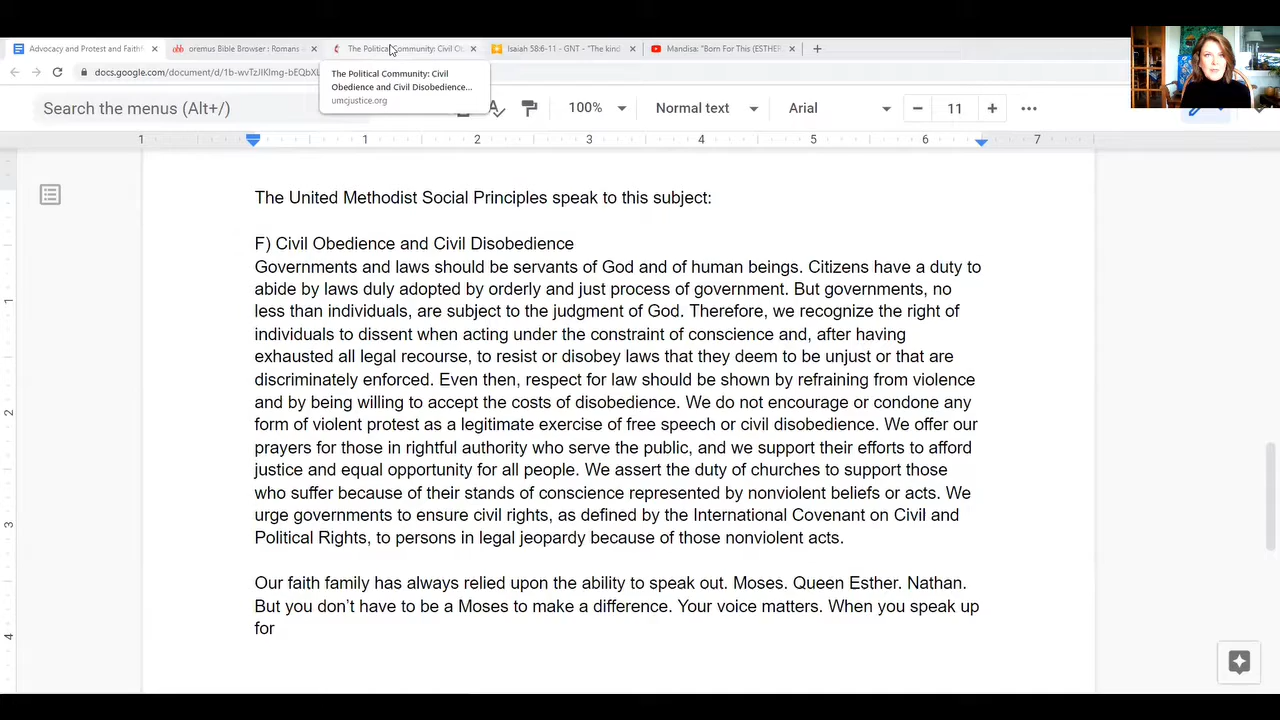 Advocacy and Protest and Faithf
oremus Bible Browser : Romans
The Political Community: Civil Ob
Isaiah 58:6-11 - GNT - "The kind
Mandisa: "Born For This (ESTHER
docs.google.com/document/d/1b-wvTzJIKlmg-bEQbXL
The Political Community: Civil
Obedience and Civil Disobedience...
umcjustice.org
Search the menus (Alt+/)
100%
Normal text
Arial
11
1 1 2 3 4 5 6 7
The United Methodist Social Principles speak to this subject:
F) Civil Obedience and Civil Disobedience
Governments and laws should be servants of God and of human beings. Citizens have a duty to
abide by laws duly adopted by orderly and just process of government. But governments, no
less than individuals, are subject to the judgment of God. Therefore, we recognize the right of
individuals to dissent when acting under the constraint of conscience and, after having
exhausted all legal recourse, to resist or disobey laws that they deem to be unjust or that are
discriminately enforced. Even then, respect for law should be shown by refraining from violence
and by being willing to accept the costs of disobedience. We do not encourage or condone any
form of violent protest as a legitimate exercise of free speech or civil disobedience. We offer our
prayers for those in rightful authority who serve the public, and we support their efforts to afford
justice and equal opportunity for all people. We assert the duty of churches to support those
who suffer because of their stands of conscience represented by nonviolent beliefs or acts. We
urge governments to ensure civil rights, as defined by the International Covenant on Civil and
Political Rights, to persons in legal jeopardy because of those nonviolent acts.
Our faith family has always relied upon the ability to speak out. Moses. Queen Esther. Nathan.
But you don't have to be a Moses to make a difference. Your voice matters. When you speak up
for
1
2
3
4